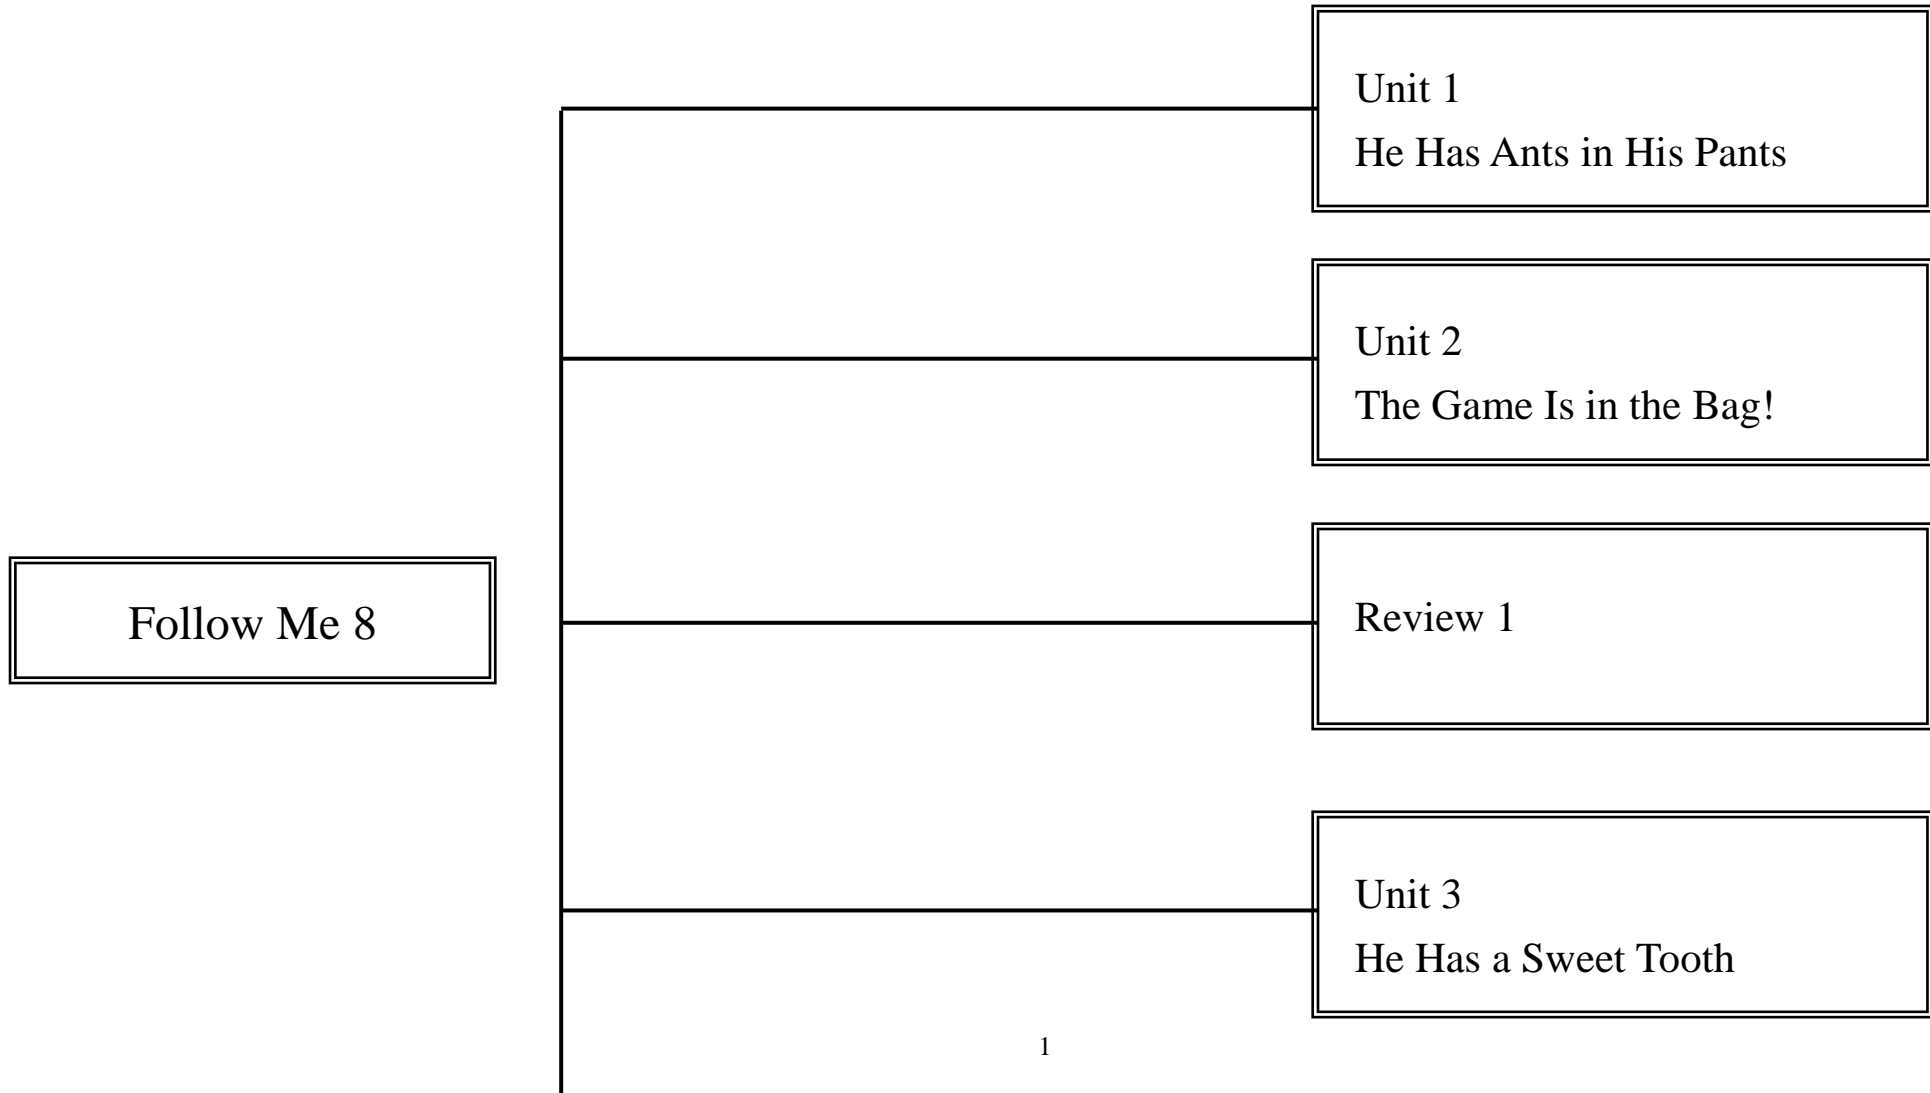 Unit 1
He Has Ants in His Pants
Unit 2
The Game Is in the Bag!
Follow Me 8
Review 1
Unit 3
He Has a Sweet Tooth
1